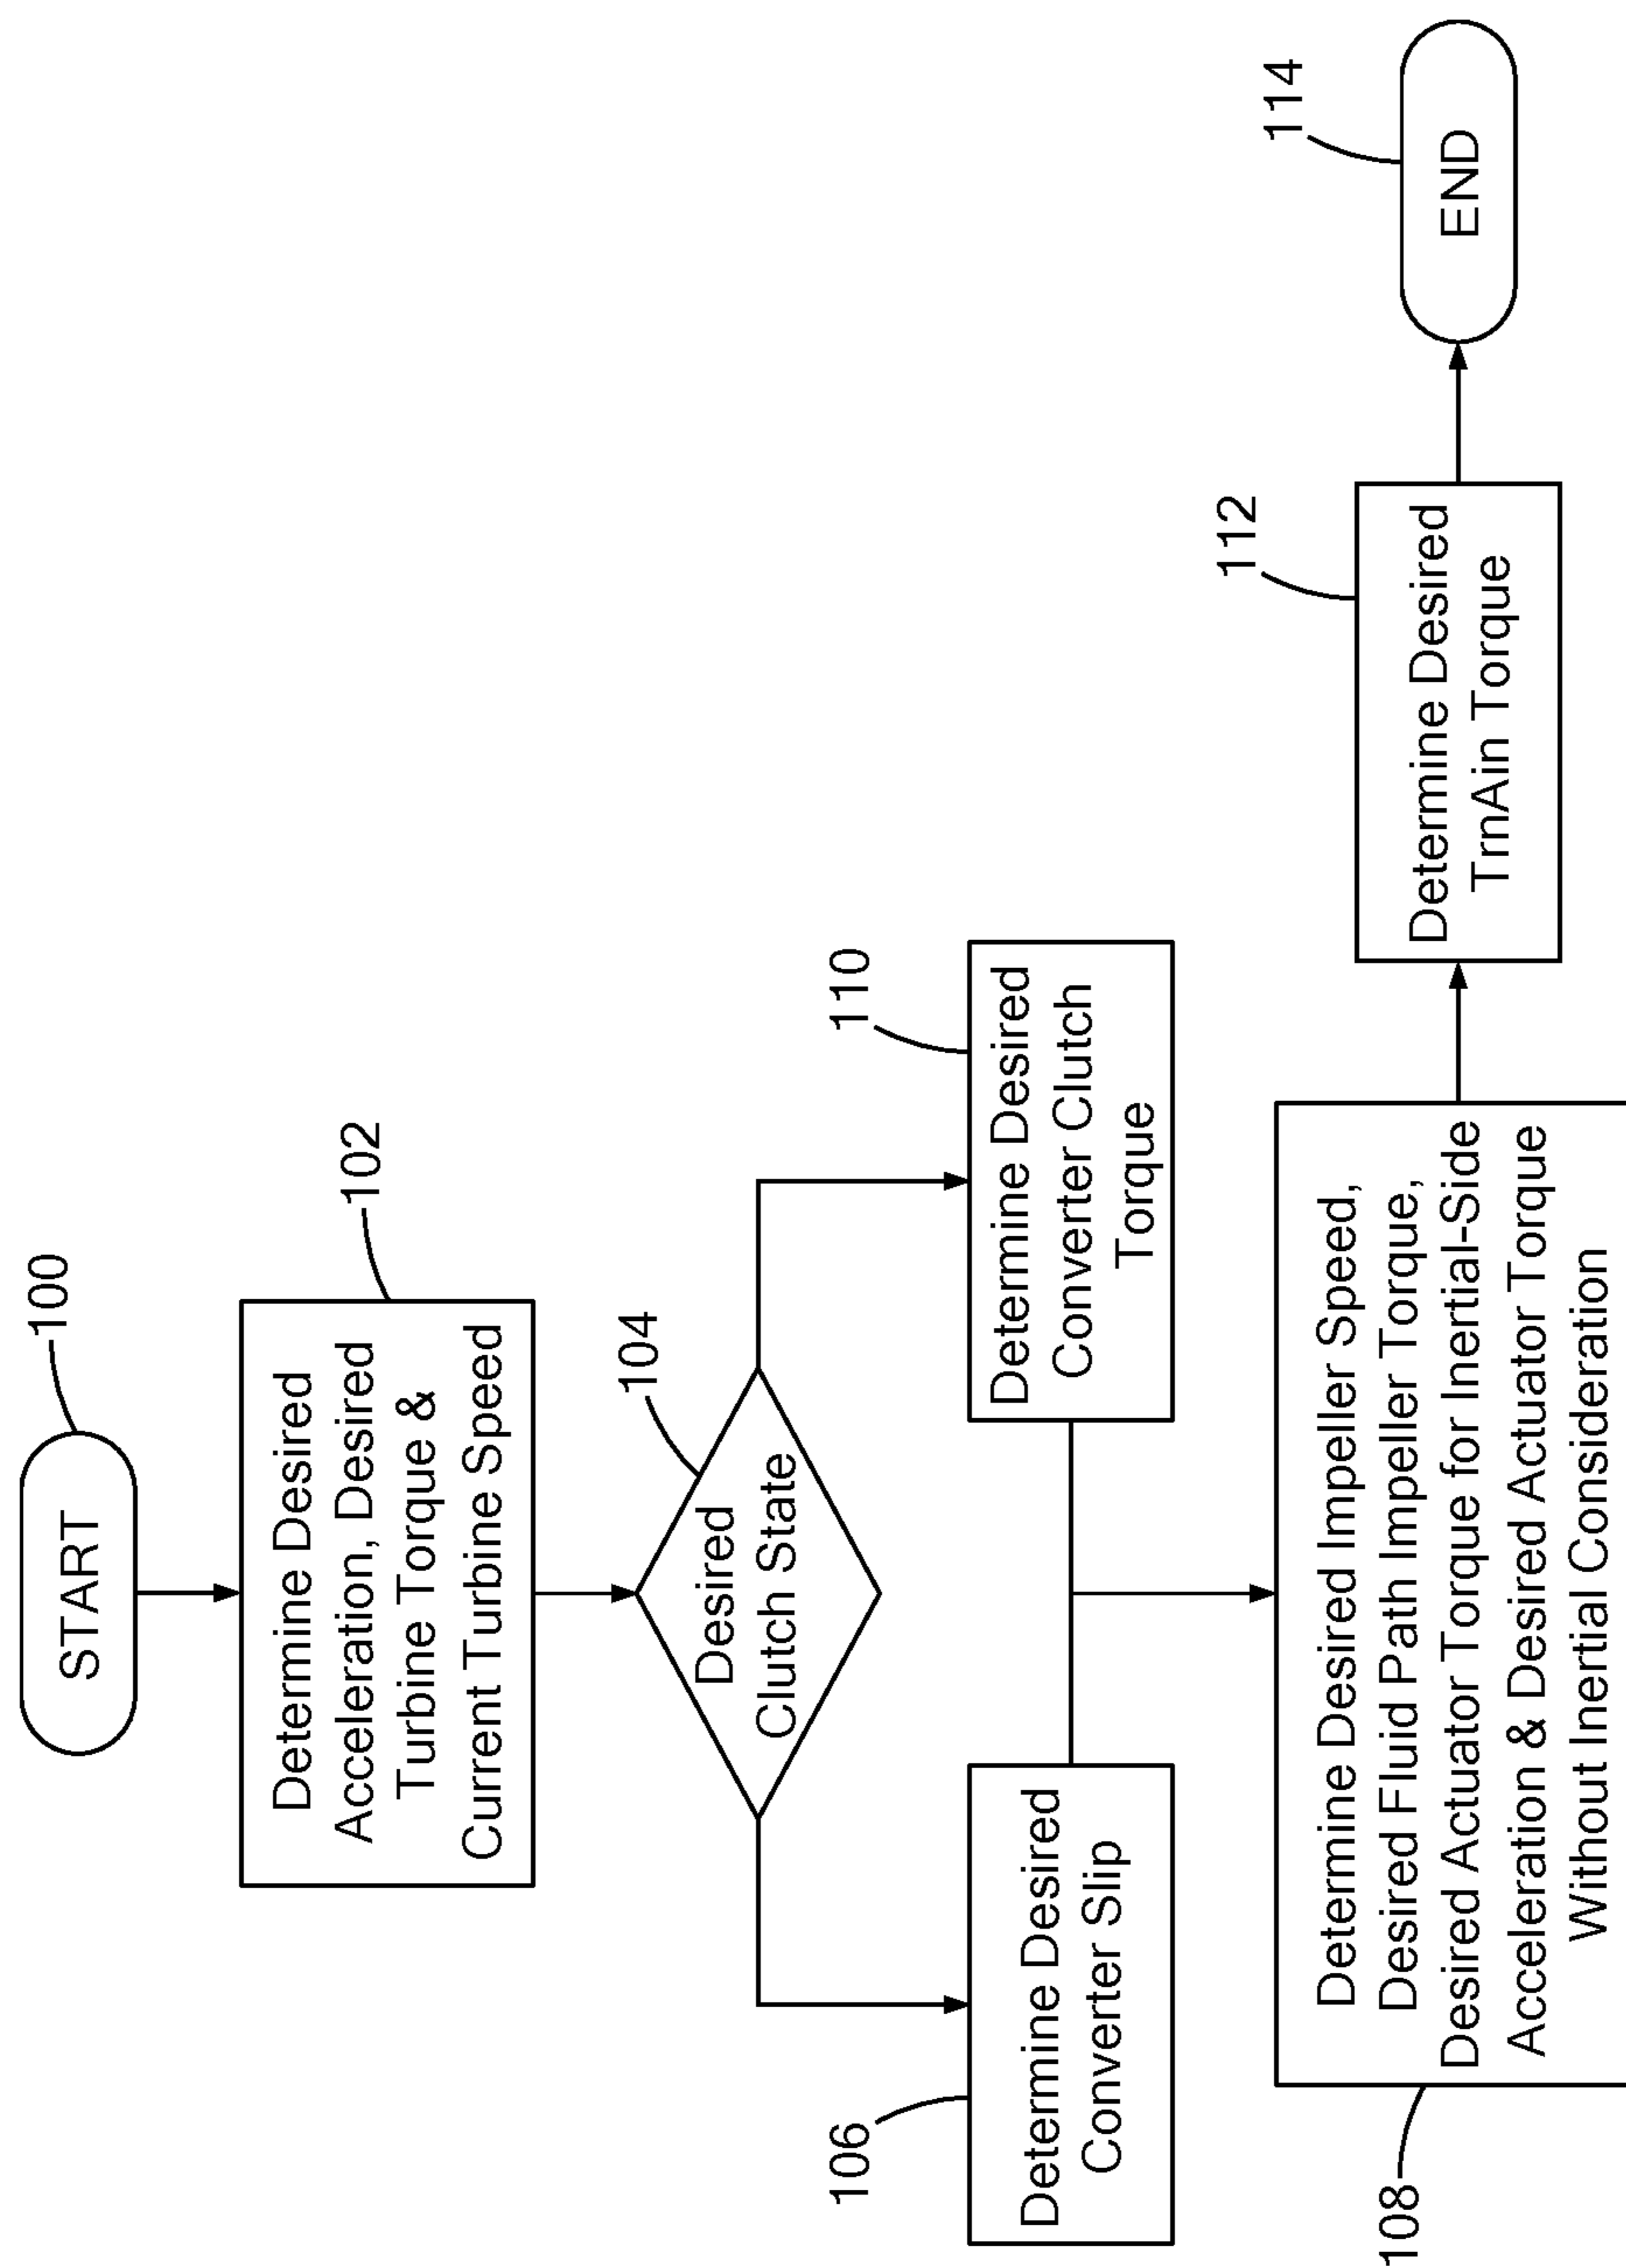 100
START
102
Determine Desired
Acceleration, Desired
Turbine Torque &
Current Turbine Speed
104
Desired
Clutch State
106
Determine Desired
Converter Slip
110
Determine Desired
Converter Clutch
Torque
108
Determine Desired Impeller Speed,
Desired Fluid Path Impeller Torque,
Desired Actuator Torque for Inertial-Side
Acceleration & Desired Actuator Torque
Without Inertial Consideration
112
Determine Desired
TrnAin Torque
114
END